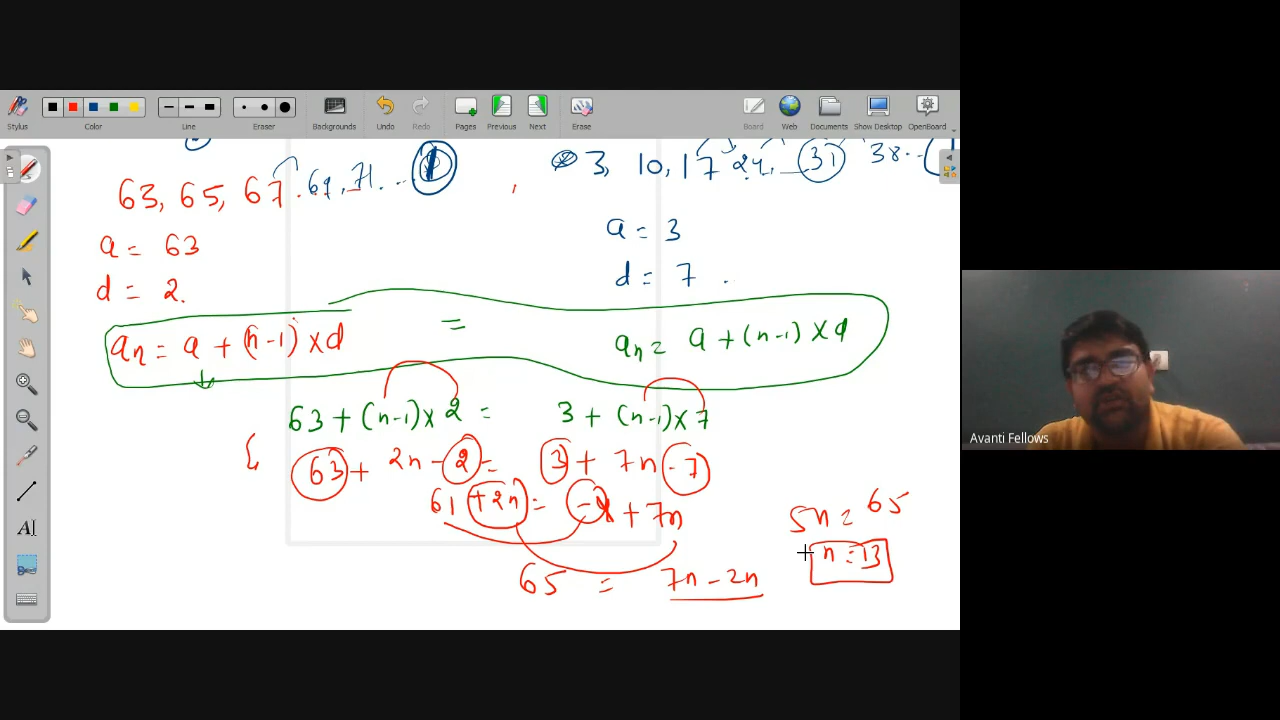 Stylus Color Line Eraser Backgrounds Undo Redo Pages Previous Next Erase Board Web Documents Show Desktop OpenBoard
63, 65, 67. 69, 71. ...
3, 10, 17, 24, 31, 38...
a = 63
a = 3
d = 2.
d = 7
an = a + (n-1) x d = an = a + (n-1) x d
63 + (n-1) x 2 = 3 + (n-1) x 7
63 + 2n - 2 = 3 + 7n - 7
61 + 2n = -4 + 7n
65 = 7n - 2n
5n = 65
n = 13
Avanti Fellows